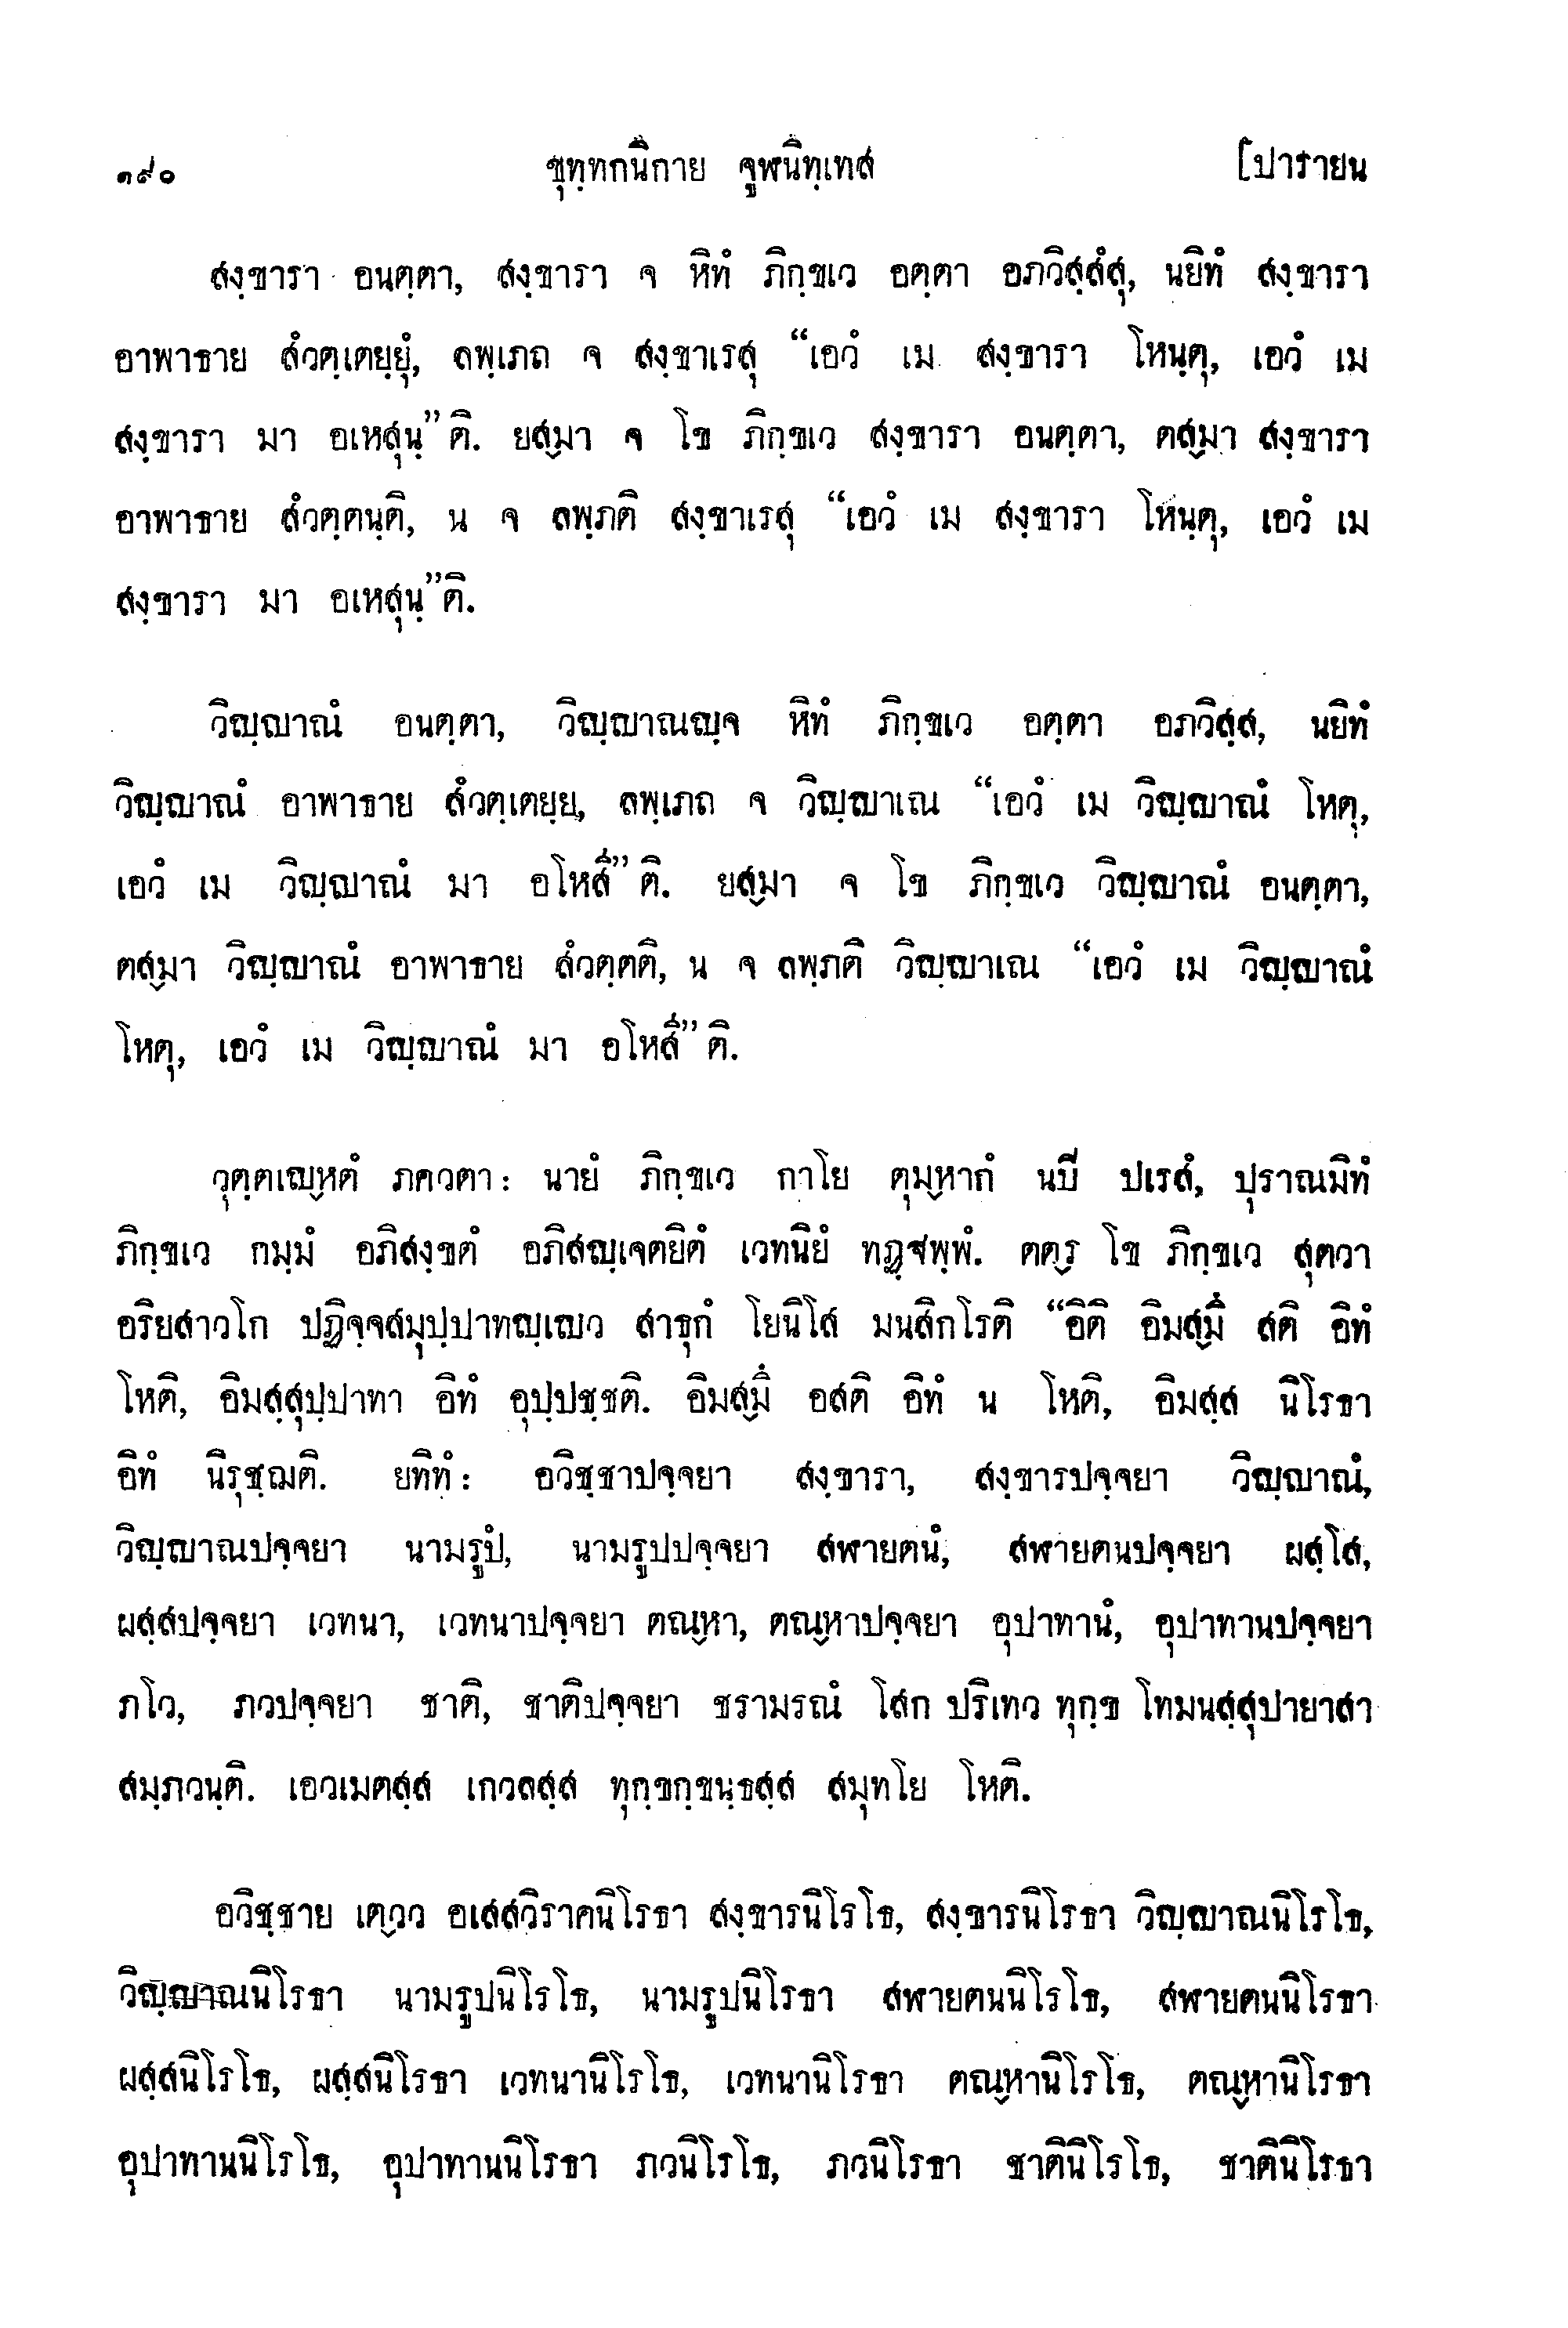 ๑๙๐ ขุทฺทกนิกาย จูฬนิทฺเทส [ปารายน
สงฺขารา อนตฺตา, สงฺขารา จ หิทํ ภิกฺขเว อตฺตา อภวิสฺสํสุ, นยิทํ สงฺขารา
อาพาธาย สํวตฺเตยฺยุํ, ลพฺเภถ จ สงฺขาเรสุ “เอวํ เม สงฺขารา โหนฺตุ, เอวํ เม
สงฺขารา มา อเหสุนฺ”ติ. ยสฺมา จ โข ภิกฺขเว สงฺขารา อนตฺตา, ตสฺมา สงฺขารา
อาพาธาย สํวตฺตนฺติ, น จ ลพฺภติ สงฺขาเรสุ “เอวํ เม สงฺขารา โหนฺตุ, เอวํ เม
สงฺขารา มา อเหสุนฺ”ติ.
วิญฺญาณํ อนตฺตา, วิญฺญาณญฺจ หิทํ ภิกฺขเว อตฺตา อภวิสฺส, นยิทํ
วิญฺญาณํ อาพาธาย สํวตฺเตยฺย, ลพฺเภถ จ วิญฺญาเณ “เอวํ เม วิญฺญาณํ โหตุ,
เอวํ เม วิญฺญาณํ มา อโหสี”ติ. ยสฺมา จ โข ภิกฺขเว วิญฺญาณํ อนตฺตา,
ตสฺมา วิญฺญาณํ อาพาธาย สํวตฺตติ, น จ ลพฺภติ วิญฺญาเณ “เอวํ เม วิญฺญาณํ
โหตุ, เอวํ เม วิญฺญาณํ มา อโหสี”ติ.
วุตฺตเญฺหตํ ภควตา: นายํ ภิกฺขเว กาโย ตุมฺหากํ นปี ปเรสํ, ปุราณมิทํ
ภิกฺขเว กมฺมํ อภิสงฺขตํ อภิสญฺเจตยิตํ เวทนิยํ ทฏฺฐพฺพํ. ตตฺร โข ภิกฺขเว สุตวา
อริยสาวโก ปฏิจฺจสมุปฺปาทญฺเญว สาธุกํ โยนิโส มนสิกโรติ “อิติ อิมสฺมึ สติ อิทํ
โหติ, อิมสฺสุปฺปาทา อิทํ อุปฺปชฺชติ. อิมสฺมึ อสติ อิทํ น โหติ, อิมสฺส นิโรธา
อิทํ นิรุชฺฌติ. ยทิทํ: อวิชฺชาปจฺจยา สงฺขารา, สงฺขารปจฺจยา วิญฺญาณํ,
วิญฺญาณปจฺจยา นามรูปํ, นามรูปปจฺจยา สฬายตนํ, สฬายตนปจฺจยา ผสฺโส,
ผสฺสปจฺจยา เวทนา, เวทนาปจฺจยา ตณฺหา, ตณฺหาปจฺจยา อุปาทานํ, อุปาทานปจฺจยา
ภโว, ภวปจฺจยา ชาติ, ชาติปจฺจยา ชรามรณํ โสก ปริเทว ทุกฺข โทมนสฺสุปายาสา
สมฺภวนฺติ. เอวเมตสฺส เกวลสฺส ทุกฺขกฺขนฺธสฺส สมุทโย โหติ.
อวิชฺชาย เตฺวว อเสสวิราคนิโรธา สงฺขารนิโรโธ, สงฺขารนิโรธา วิญฺญาณนิโรโธ,
วิญฺญาณนิโรธา นามรูปนิโรโธ, นามรูปนิโรธา สฬายตนนิโรโธ, สฬายตนนิโรธา
ผสฺสนิโรโธ, ผสฺสนิโรธา เวทนานิโรโธ, เวทนานิโรธา ตณฺหานิโรโธ, ตณฺหานิโรธา
อุปาทานนิโรโธ, อุปาทานนิโรธา ภวนิโรโธ, ภวนิโรธา ชาตินิโรโธ, ชาตินิโรธา